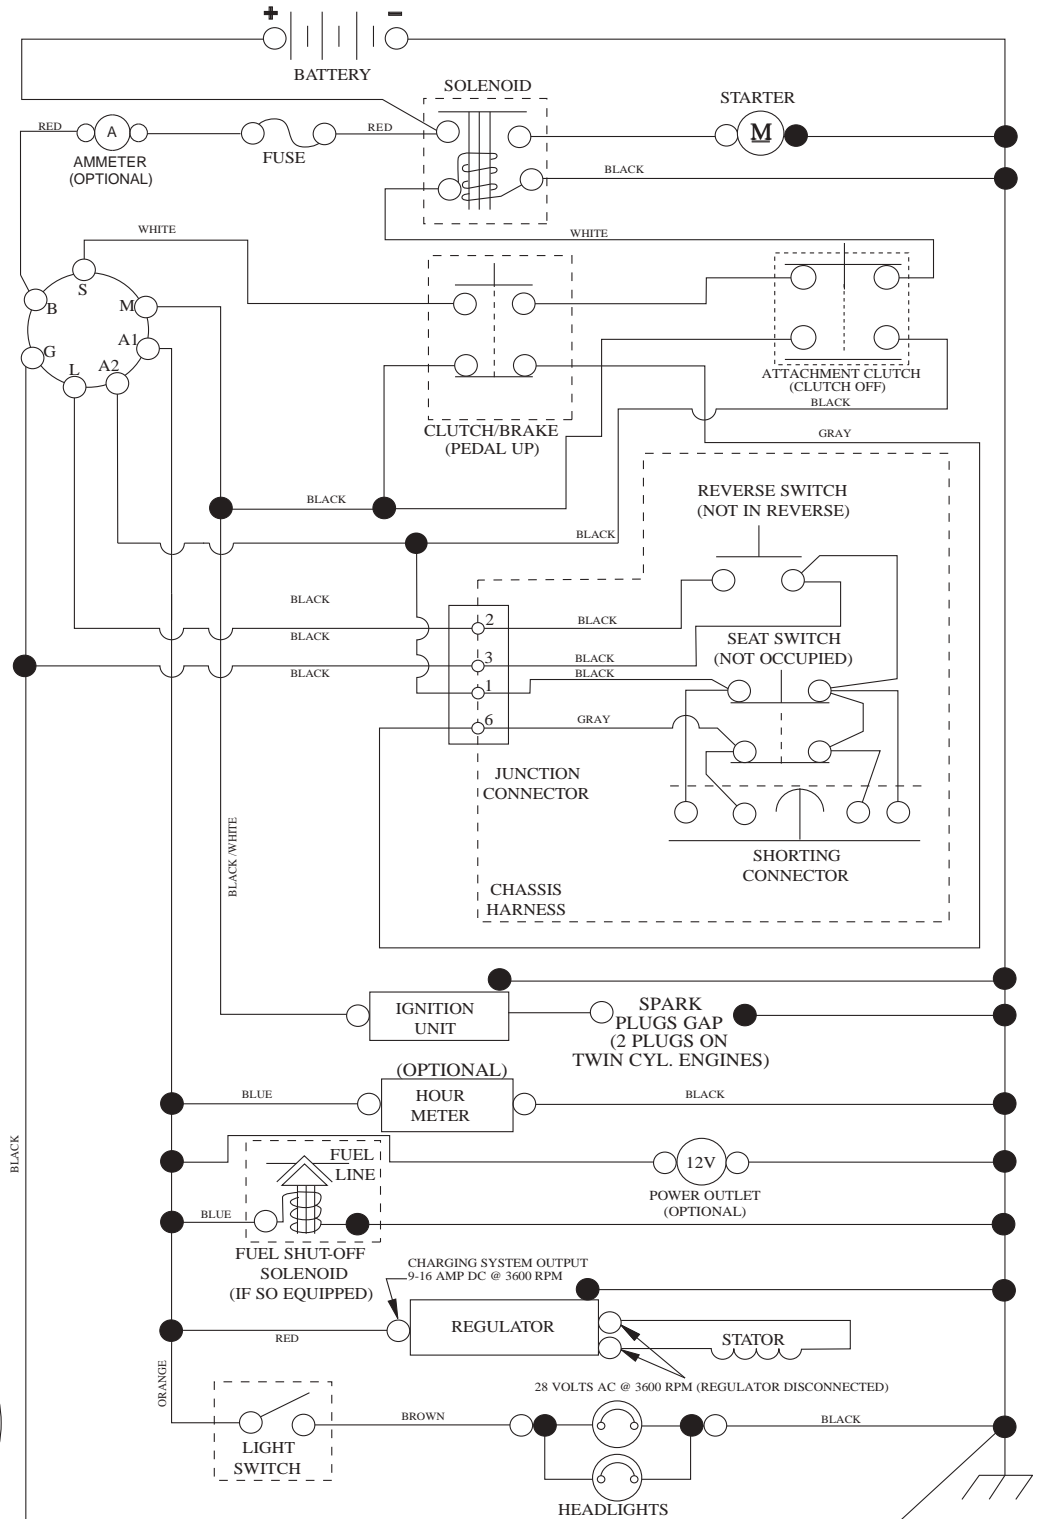 + −
BATTERY
SOLENOID
STARTER
RED
A
FUSE
RED
M
AMMETER
(OPTIONAL)
BLACK
WHITE
WHITE
S
B
M
A1
G
L
A2
ATTACHMENT CLUTCH
(CLUTCH OFF)
BLACK
CLUTCH/BRAKE
(PEDAL UP)
GRAY
REVERSE SWITCH
(NOT IN REVERSE)
BLACK
BLACK
BLACK
2
BLACK
BLACK
SEAT SWITCH
(NOT OCCUPIED)
3
BLACK
BLACK
BLACK
1
6
GRAY
JUNCTION
CONNECTOR
BLACK /WHITE
SHORTING
CONNECTOR
CHASSIS
HARNESS
IGNITION
UNIT
SPARK
PLUGS GAP
(2 PLUGS ON
TWIN CYL. ENGINES)
(OPTIONAL)
HOUR
METER
BLUE
BLACK
BLACK
FUEL
LINE
12V
POWER OUTLET
(OPTIONAL)
BLUE
FUEL SHUT-OFF
SOLENOID
(IF SO EQUIPPED)
CHARGING SYSTEM OUTPUT
9-16 AMP DC @ 3600 RPM
REGULATOR
STATOR
RED
ORANGE
28 VOLTS AC @ 3600 RPM (REGULATOR DISCONNECTED)
BROWN
BLACK
LIGHT
SWITCH
HEADLIGHTS